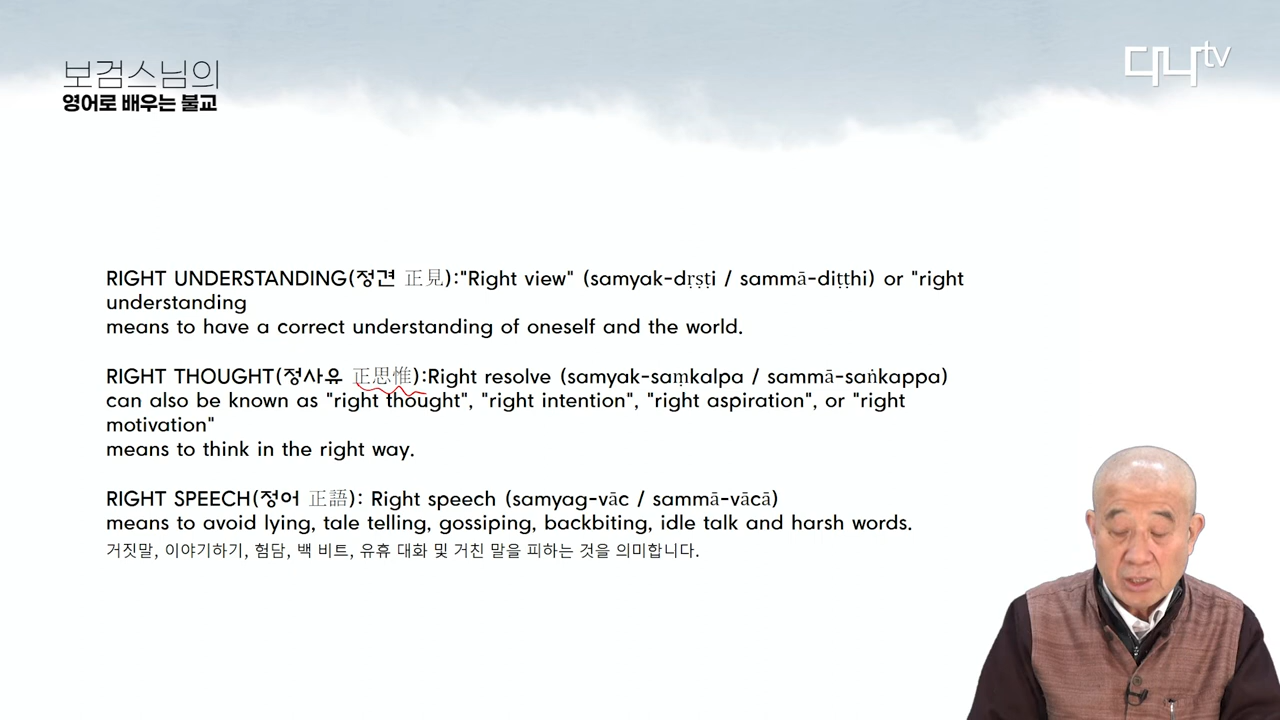 보검스님의
영어로 배우는 불교
디나tv
RIGHT UNDERSTANDING(정견 正見):"Right view" (samyak-dṛṣṭi / sammā-diṭṭhi) or "right
understanding
means to have a correct understanding of oneself and the world.
RIGHT THOUGHT(정사유 正思惟):Right resolve (samyak-saṃkalpa / sammā-saṅkappa)
can also be known as "right thought", "right intention", "right aspiration", or "right
motivation"
means to think in the right way.
RIGHT SPEECH(정어 正語): Right speech (samyag-vāc / sammā-vācā)
means to avoid lying, tale telling, gossiping, backbiting, idle talk and harsh words.
거짓말, 이야기하기, 험담, 백 비트, 유휴 대화 및 거친 말을 피하는 것을 의미합니다.